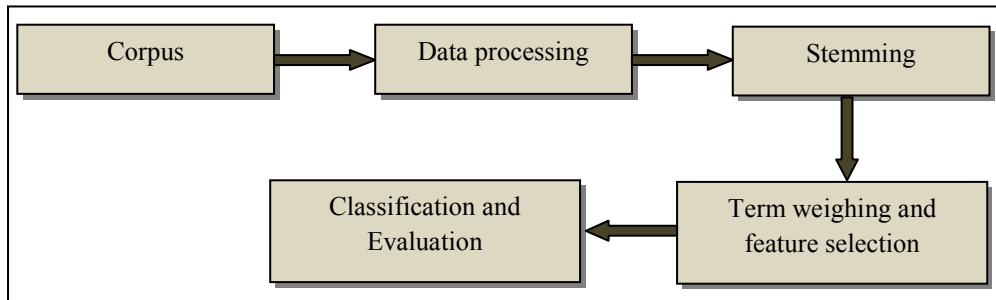 Corpus
Data processing
Stemming
Term weighing and
feature selection
Classification and
Evaluation